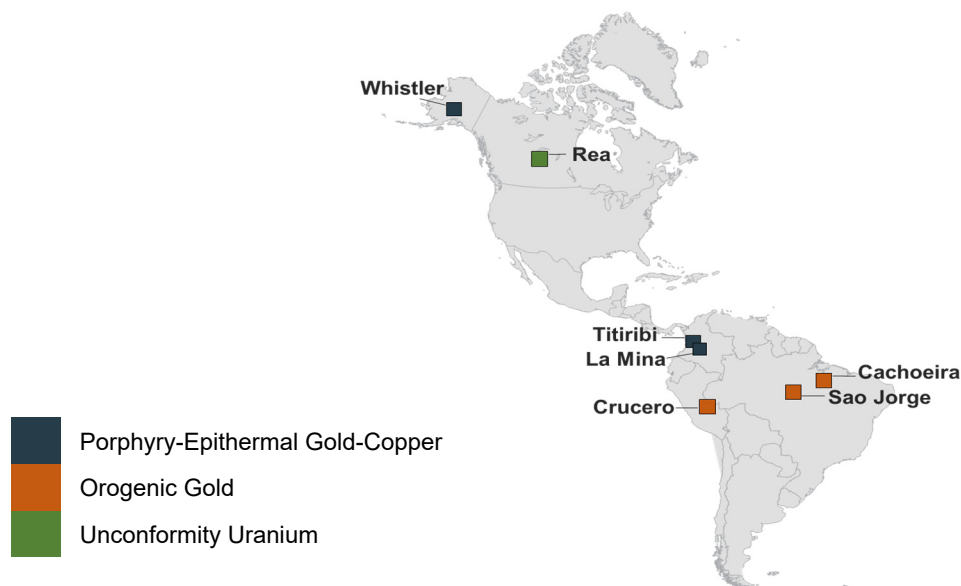 Whistler
Rea
Titiribi
La Mina
Cachoeira
Sao Jorge
Crucero
Porphyry-Epithermal Gold-Copper
Orogenic Gold
Unconformity Uranium